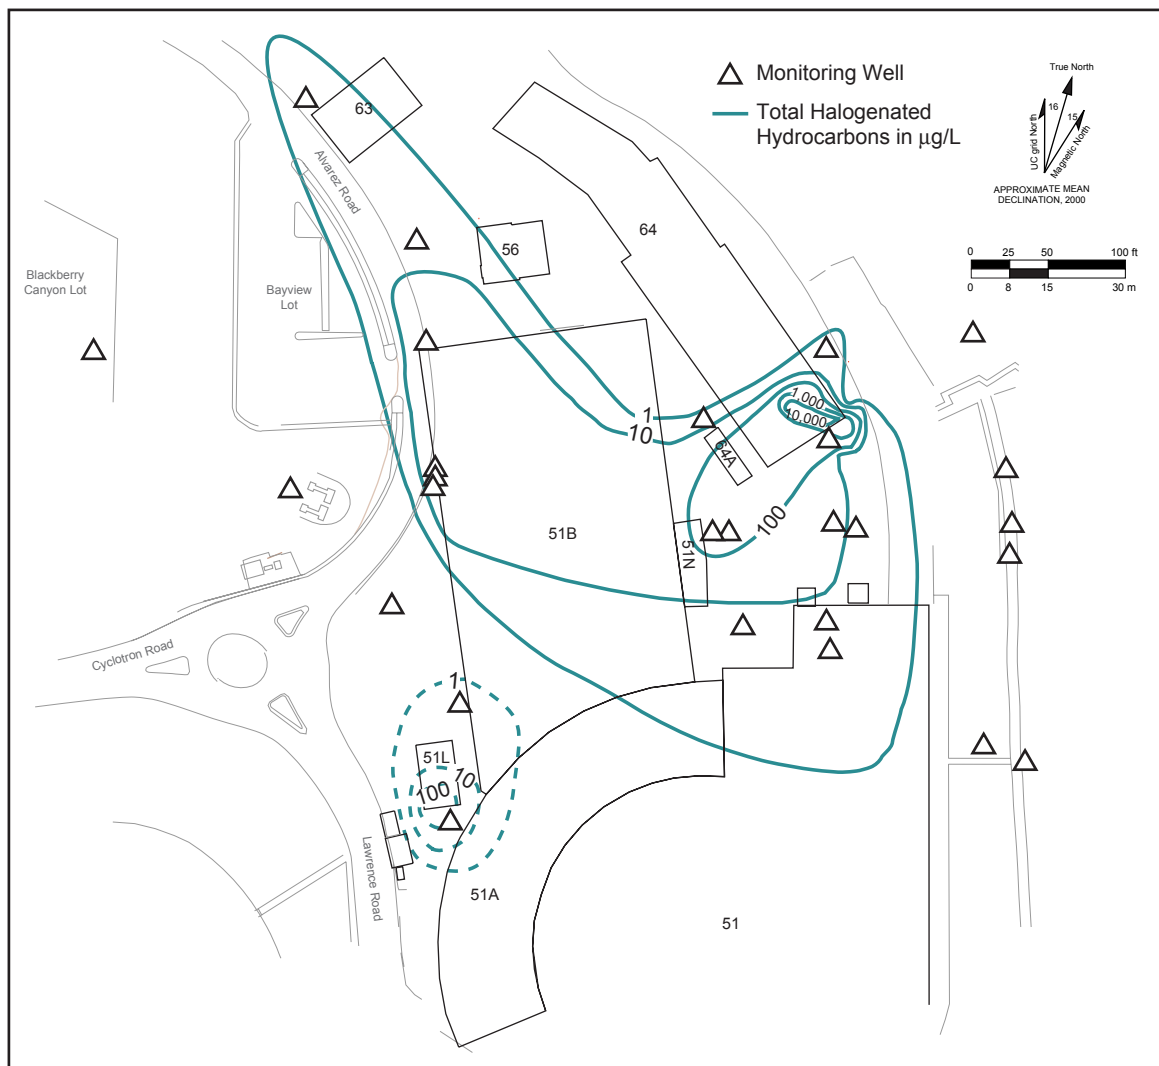 Monitoring Well
Total Halogenated
Hydrocarbons in µg/L
True North
16
15
UC grid North
Magnetic North
APPROXIMATE MEAN
DECLINATION, 2000
0 25 50 100 ft
0 8 15 30 m
63
Alvarez Road
56
64
Blackberry
Canyon Lot
Bayview
Lot
1
10
1,000
10,000
64A
100
51B
51N
Cyclotron Road
1
51L
10
100
Lawrence Road
51A
51